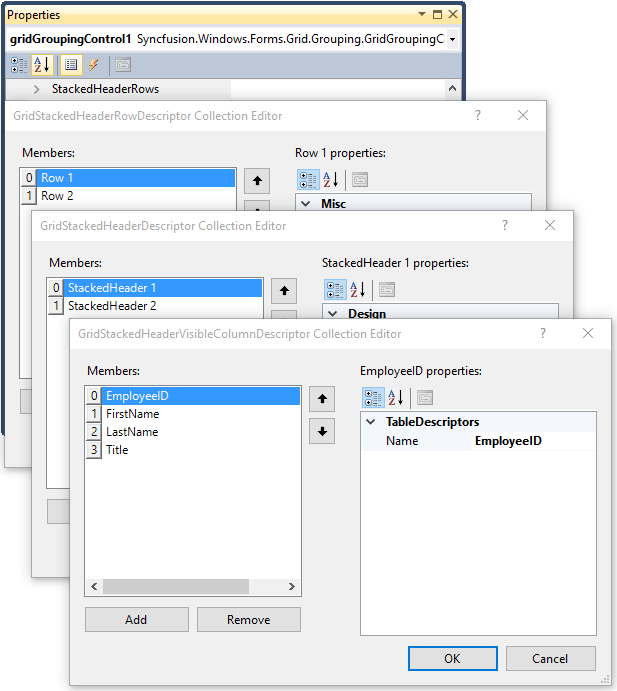 Properties
gridGroupingControl1 Syncfusion.Windows.Forms.Grid.Grouping.GridGroupingC
StackedHeaderRows
GridStackedHeaderRowDescriptor Collection Editor
Members:
Row 1 properties:
0 Row 1
1 Row 2
Misc
GridStackedHeaderDescriptor Collection Editor
Members:
StackedHeader 1 properties:
0 StackedHeader 1
1 StackedHeader 2
Design
GridStackedHeaderVisibleColumnDescriptor Collection Editor
Members:
EmployeeID properties:
0 EmployeeID
1 FirstName
2 LastName
3 Title
TableDescriptors
Name EmployeeID
Add Remove
OK Cancel